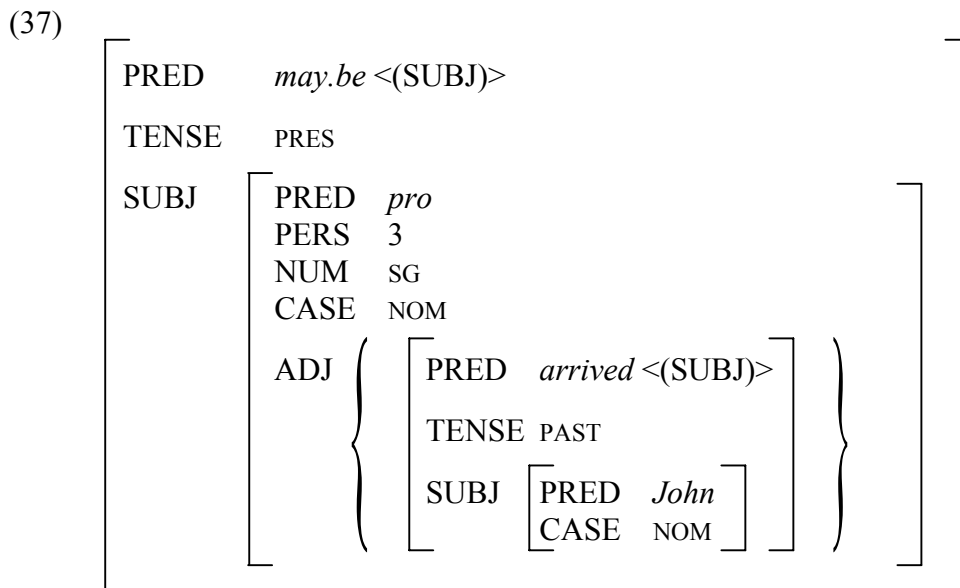 (37)
PRED may.be <(SUBJ)>
TENSE PRES
SUBJ PRED pro
PERS 3
NUM SG
CASE NOM
ADJ PRED arrived <(SUBJ)>
TENSE PAST
SUBJ PRED John
CASE NOM